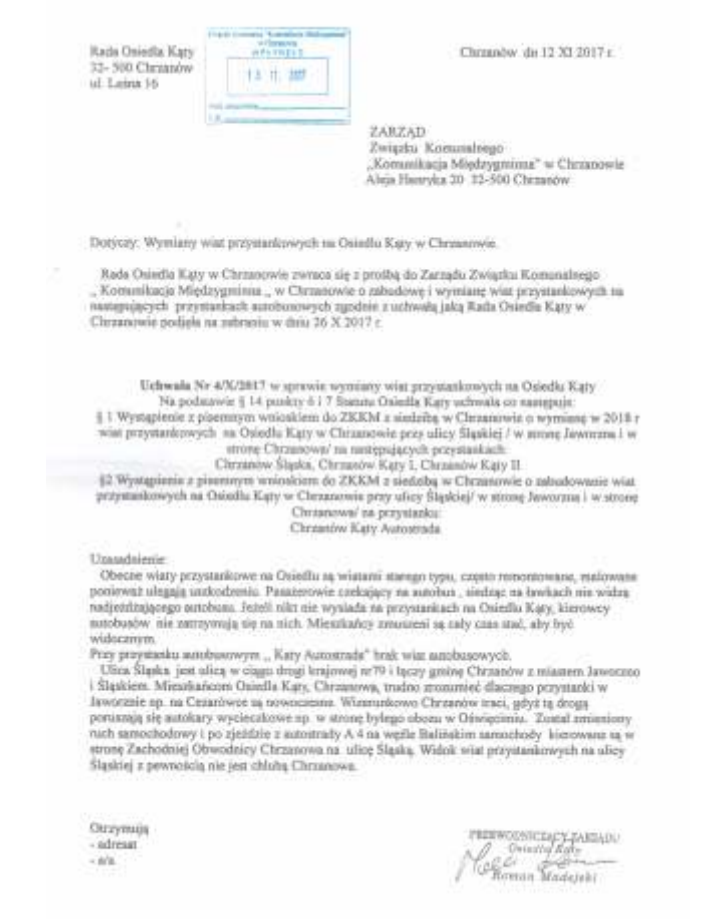 Rada Osiedla Kąty
32- 500 Chrzanów
ul. Leśna 16
13. 11. 2017
Chrzanów dn 12 XI 2017 r.
ZARZĄD
Związku Komunalnego
„Komunikacja Międzygminna” w Chrzanowie
Aleja Henryka 20 32-500 Chrzanów
Dotyczy: Wymiany wiat przystankowych na Osiedlu Kąty w Chrzanowie.
Rada Osiedla Kąty w Chrzanowie zwraca się z prośbą do Zarządu Związku Komunalnego
„ Komunikacja Międzygminna „ w Chrzanowie o zabudowę i wymianę wiat przystankowych na
następujących przystankach autobusowych zgodnie z uchwałą jaką Rada Osiedla Kąty w
Chrzanowie podjęła na zebraniu w dniu 26 X 2017 r.
Uchwała Nr 4/X/2017 w sprawie wymiany wiat przystankowych na Osiedlu Kąty
Na podstawie § 14 punkty 6 i 7 Statutu Osiedla Kąty uchwala co następuje:
§ 1 Wystąpienie z pisemnym wnioskiem do ZKKM z siedzibą w Chrzanowie o wymianę w 2018 r
wiat przystankowych na Osiedlu Kąty w Chrzanowie przy ulicy Śląskiej / w stronę Jaworzna i w
stronę Chrzanowa/ na następujących przystankach:
Chrzanów Śląska, Chrzanów Kąty I, Chrzanów Kąty II
§2 Wystąpienie z pisemnym wnioskiem do ZKKM z siedzibą w Chrzanowie o zabudowanie wiat
przystankowych na Osiedlu Kąty w Chrzanowie przy ulicy Śląskiej/ w stronę Jaworzna i w stronę
Chrzanowa/ na przystanku:
Chrzanów Kąty Autostrada
Uzasadnienie:
Obecne wiaty przystankowe na Osiedlu są wiatami starego typu, często remontowane, malowane
ponieważ ulegają uszkodzeniu. Pasażerowie czekający na autobus , siedząc na ławkach nie widzą
nadjeżdżającego autobusu. Jeżeli nikt nie wysiada na przystankach na Osiedlu Kąty, kierowcy
autobusów nie zatrzymują się na nich. Mieszkańcy zmuszeni są cały czas stać, aby być
widocznym.
Przy przystanku autobusowym „ Kąty Autostrada” brak wiat autobusowych.
Ulica Śląska jest ulicą w ciągu drogi krajowej nr79 i łączy gminę Chrzanów z miastem Jaworzno
i Śląskiem. Mieszkańcom Osiedla Kąty, Chrzanowa, trudno zrozumieć dlaczego przystanki w
Jaworznie np. na Cezarówce są nowoczesne. Wizerunkowo Chrzanów traci, gdyż tą drogą
poruszają się autokary wycieczkowe np. w stronę byłego obozu w Oświęcimiu. Został zmieniony
ruch samochodowy i po zjeździe z autostrady A 4 na węźle Balińskim samochody kierowane są w
stronę Zachodniej Obwodnicy Chrzanowa na ulicę Śląską. Widok wiat przystankowych na ulicy
Śląskiej z pewnością nie jest chlubą Chrzanowa.
Otrzymują
- adresat
- a/a
PRZEWODNICZĄCY ZARZĄDU
Osiedla Kąty
Roman Madejski